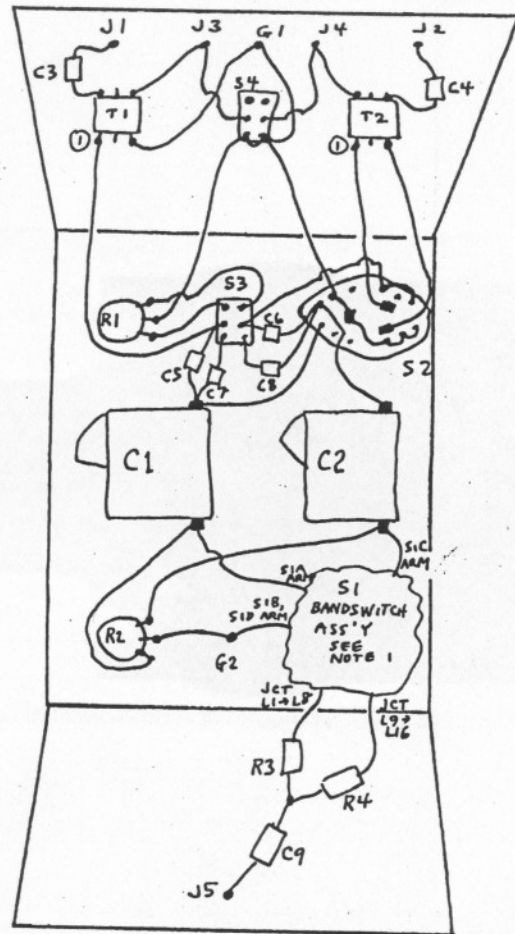 J1 J3 G1 J4 J2
C3 S4 C4
T1 T2
1 1
S3
R1 C6
S2
C5 C7 C8
C1 C2
S1A ARM
S1C ARM
S1B, S1D ARM
S1
BANDSWITCH
ASS'Y
SEE
NOTE 1
R2
G2
JCT
L1→L8
JCT
L9→
L16
R3
R4
C9
J5